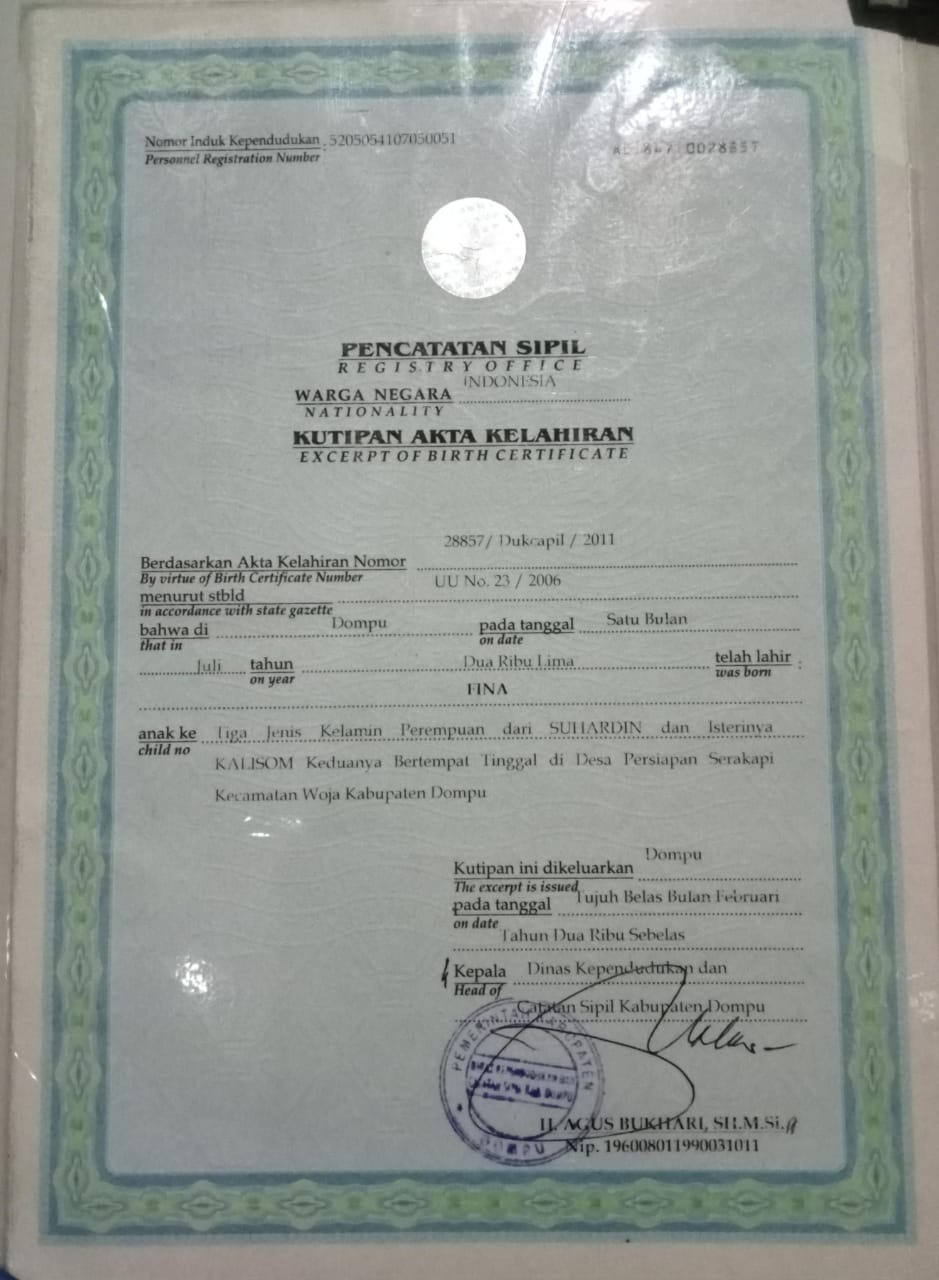 Nomor Induk Kependudukan : 5205054107050051
Personnel Registration Number
PENCATATAN SIPIL
REGISTRY OFFICE
INDONESIA
WARGA NEGARA
NATIONALITY
KUTIPAN AKTA KELAHIRAN
EXCERPT OF BIRTH CERTIFICATE
28857/ Dukcapil / 2011
Berdasarkan Akta Kelahiran Nomor
By virtue of Birth Certificate Number
UU No. 23 / 2006
menurut stbld
in accordance with state gazette
bahwa di Dompu pada tanggal Satu Bulan
that in on date
Juli tahun Dua Ribu Lima telah lahir :
on year was born
FINA
anak ke Tiga Jenis Kelamin Perempuan dari SUHARDIN dan Isterinya
child no
KALISOM Keduanya Bertempat Tinggal di Desa Persiapan Serakapi
Kecamatan Woja Kabupaten Dompu
Kutipan ini dikeluarkan Dompu
The excerpt is issued
pada tanggal Tujuh Belas Bulan Februari
on date
Tahun Dua Ribu Sebelas
Kepala Dinas Kependudukan dan
Head of
Catatan Sipil Kabupaten Dompu
PEMERINTAH KABUPATEN
DOMPU
H. AGUS BUKHARI, SH.M.Si.
Nip. 196008011990031011